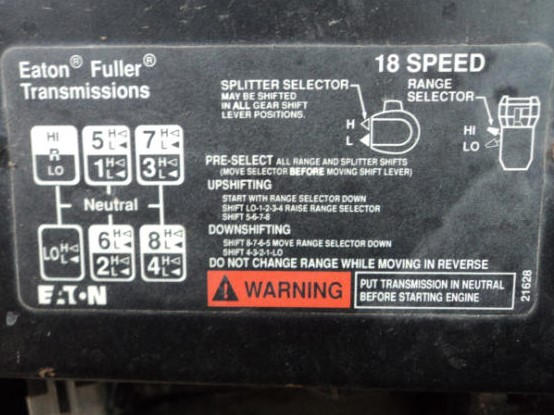 Eaton® Fuller®
Transmissions
18 SPEED
SPLITTER SELECTOR
MAY BE SHIFTED
IN ALL GEAR SHIFT
LEVER POSITIONS.
H
L
RANGE
SELECTOR
HI
LO
HI
R
LO
5 H L
1 H L
7 H L
3 H L
Neutral
LO H L
6 H L
2 H L
8 H L
4 H L
PRE-SELECT ALL RANGE AND SPLITTER SHIFTS
(MOVE SELECTOR BEFORE MOVING SHIFT LEVER)
UPSHIFTING
START WITH RANGE SELECTOR DOWN
SHIFT LO-1-2-3-4 RAISE RANGE SELECTOR
SHIFT 5-6-7-8
DOWNSHIFTING
SHIFT 8-7-6-5 MOVE RANGE SELECTOR DOWN
SHIFT 4-3-2-1-LO
DO NOT CHANGE RANGE WHILE MOVING IN REVERSE
EATON
WARNING
PUT TRANSMISSION IN NEUTRAL
BEFORE STARTING ENGINE
21628